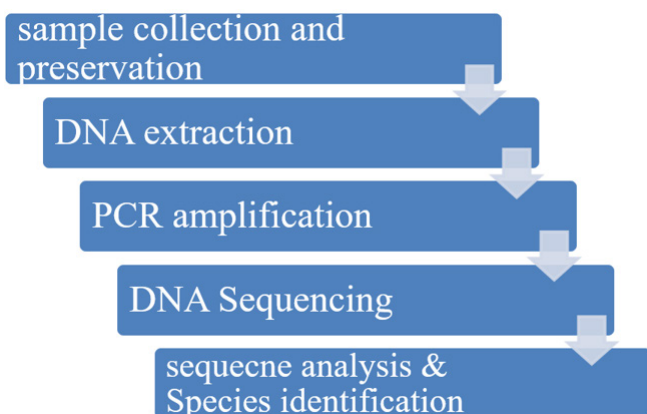 sample collection and
preservation
DNA extraction
PCR amplification
DNA Sequencing
sequecne analysis &
Species identification